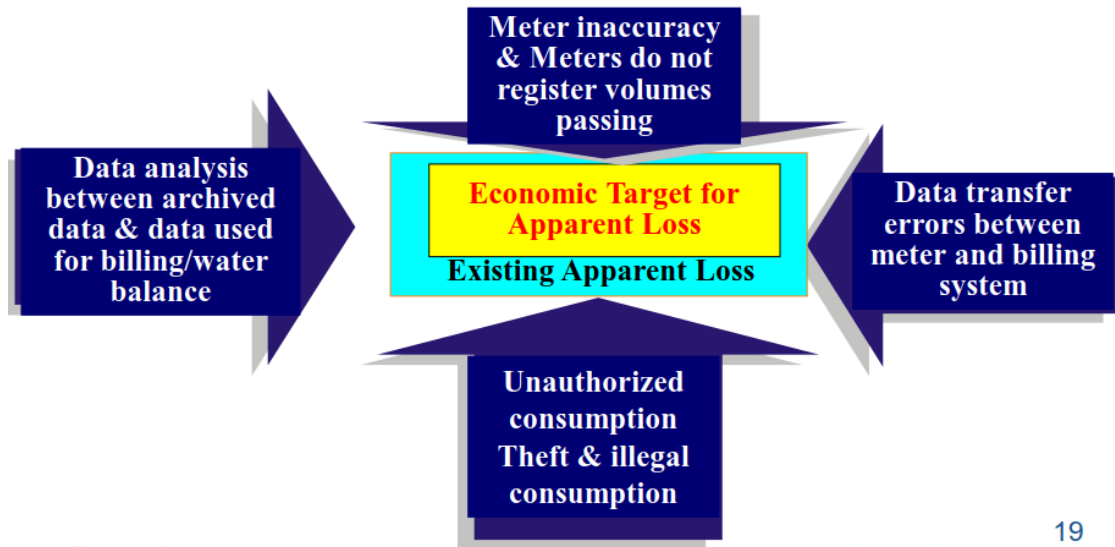 Meter inaccuracy
& Meters do not
register volumes
passing
Data analysis
between archived
data & data used
for billing/water
balance
Economic Target for
Apparent Loss
Existing Apparent Loss
Data transfer
errors between
meter and billing
system
Unauthorized
consumption
Theft & illegal
consumption
19